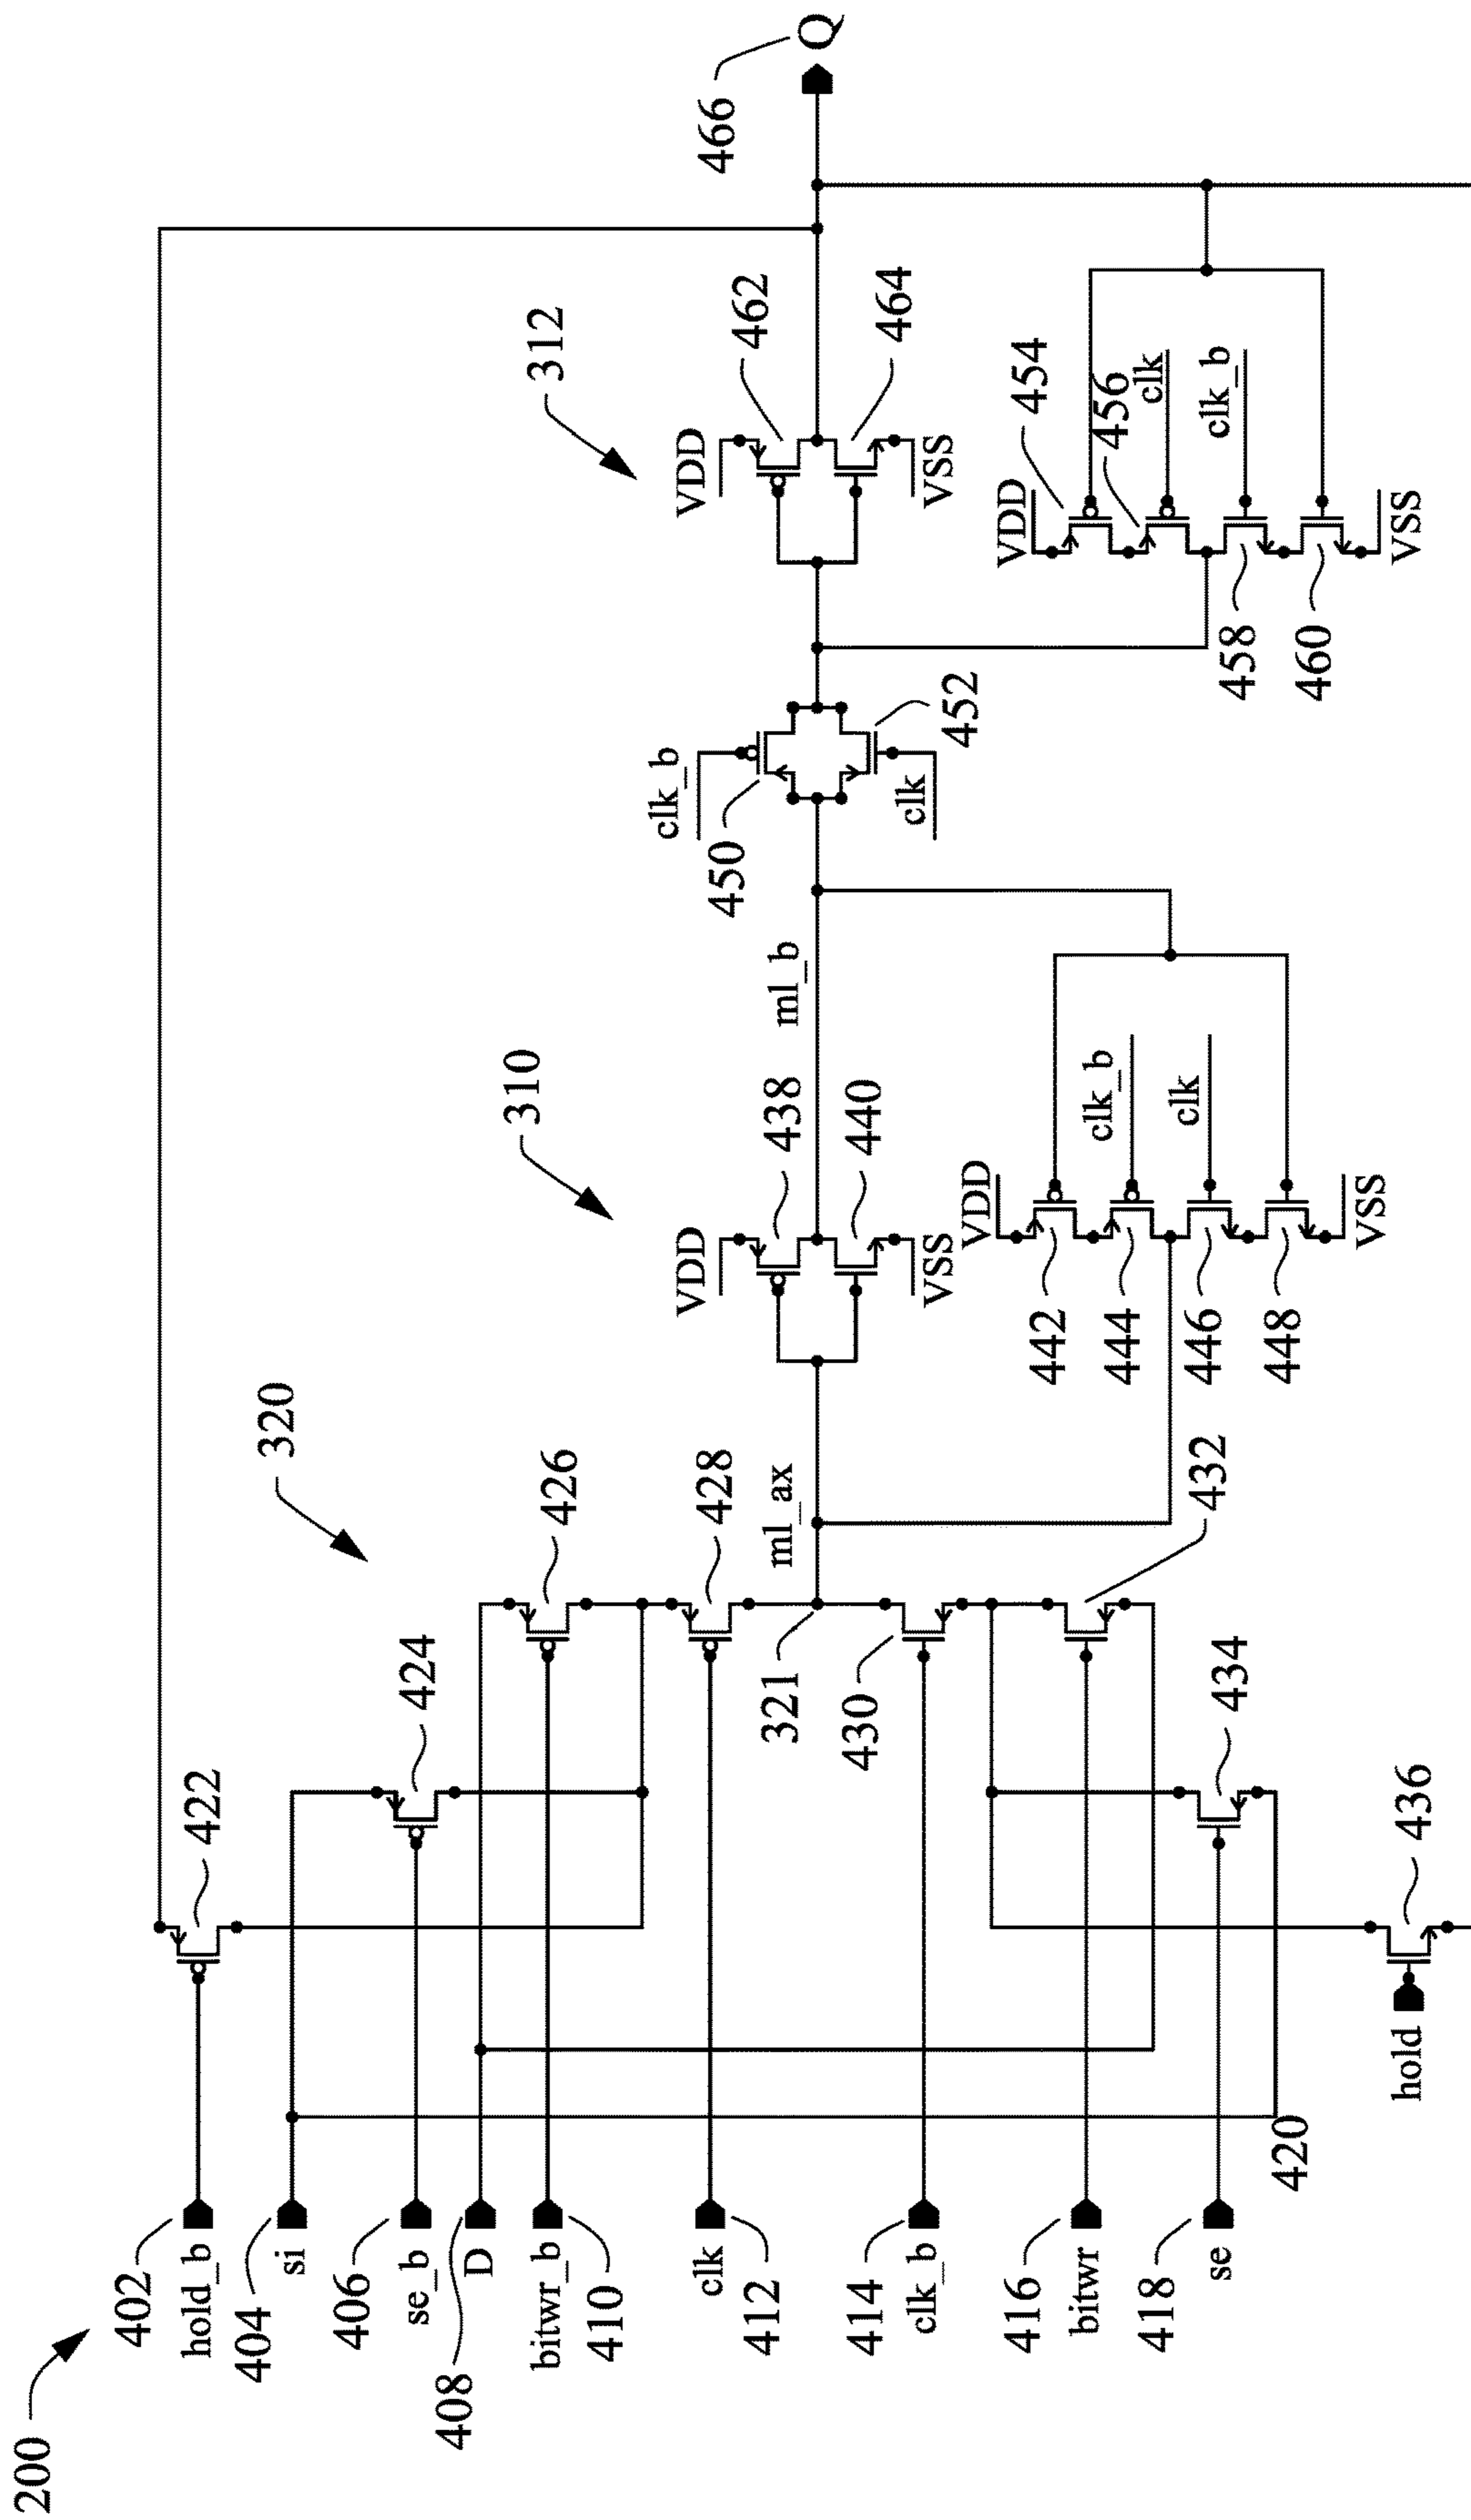 200
402
hold_b
404
si
406
se_b
408
D
bitwr_b
410
clk
412
414
clk_b
416
bitwr
418
se
420
hold
422
424
426
428
321
430
432
434
436
320
ml_ax
310
VDD
438
440
VSS
ml_b
VDD
442
444
446
448
clk_b
clk
VSS
clk_b
450
452
clk
312
VDD
462
464
VSS
VDD
454
456
clk
clk_b
458
460
VSS
466
Q